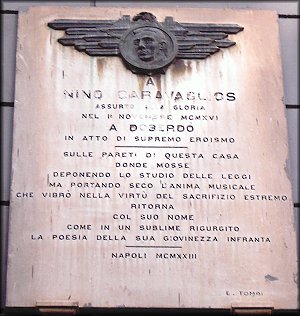 A
NINO CARAVAGLIOS
ASSURTO ALLA GLORIA
NEL II NOVEMBRE MCMXVI
A DOBERDO
IN ATTO DI SUPREMO EROISMO
SULLE PARETI DI QUESTA CASA
DONDE MOSSE
DEPONENDO LO STUDIO DELLE LEGGI
MA PORTANDO SECO L'ANIMA MUSICALE
CHE VIBRÒ NELLA VIRTÙ DEL SACRIFIZIO ESTREMO
RITORNA
COL SUO NOME
COME IN UN SUBLIME RIGURGITO
LA POESIA DELLA SUA GIOVINEZZA INFRANTA
NAPOLI MCMXXIII
E. TOMAI